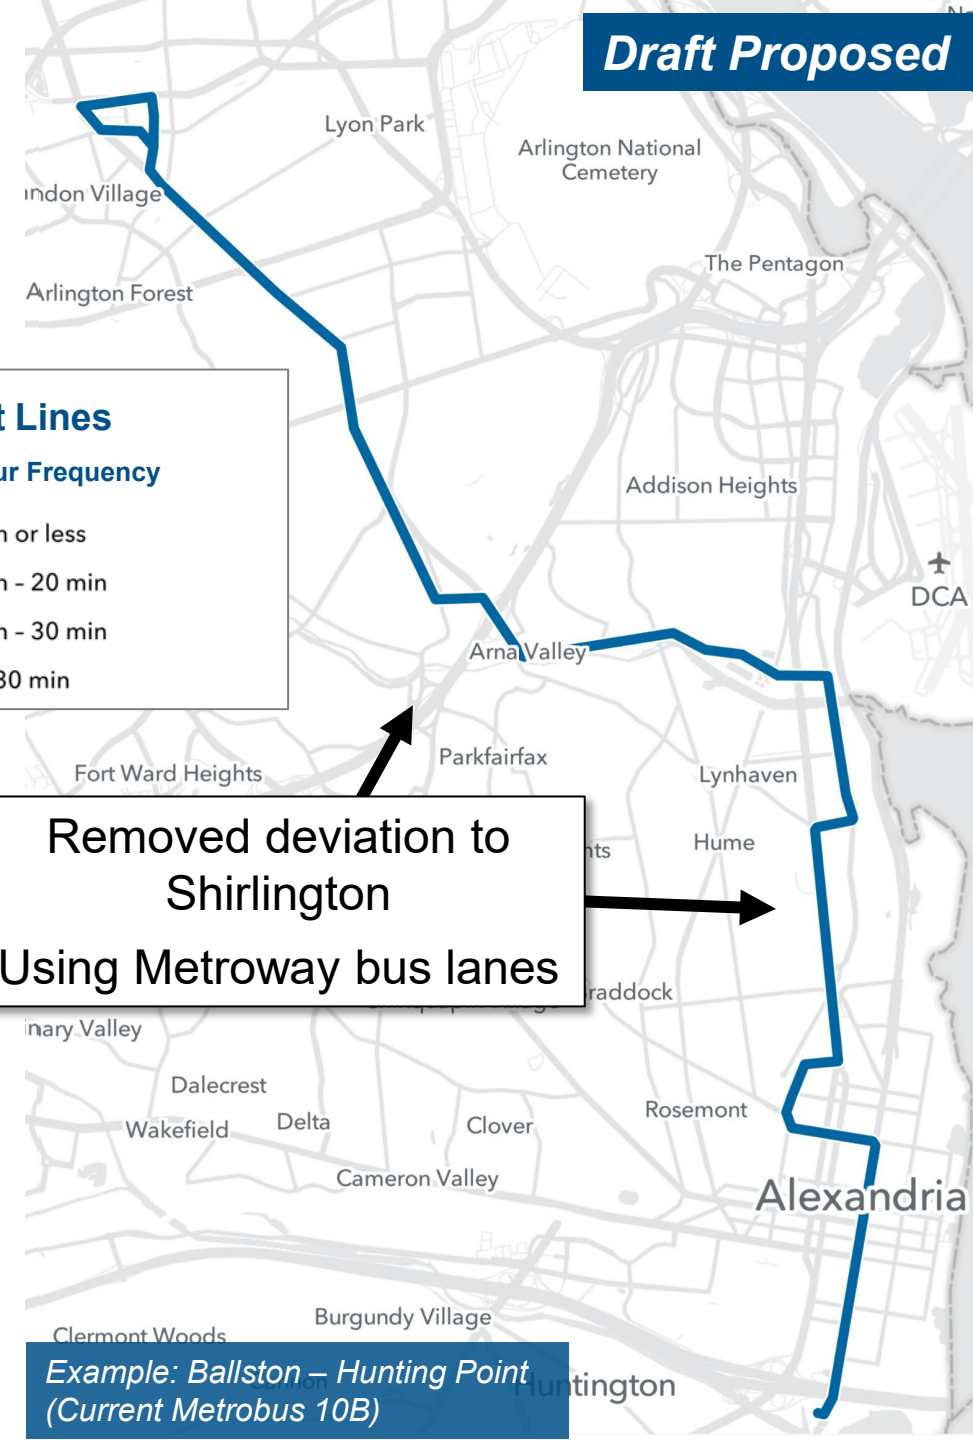 Draft Proposed
Lyon Park
Arlington National
Cemetery
ndon Village
The Pentagon
Arlington Forest
t Lines
ur Frequency
n or less
n - 20 min
n - 30 min
30 min
Addison Heights
DCA
Arna Valley
Parkfairfax
Fort Ward Heights
Lynhaven
Hume
nts
Removed deviation to
Shirlington
Using Metroway bus lanes
raddock
inary Valley
Dalecrest
Rosemont
Wakefield
Delta
Clover
Cameron Valley
Alexandria
Burgundy Village
Clermont Woods
Huntington
Example: Ballston – Hunting Point
(Current Metrobus 10B)